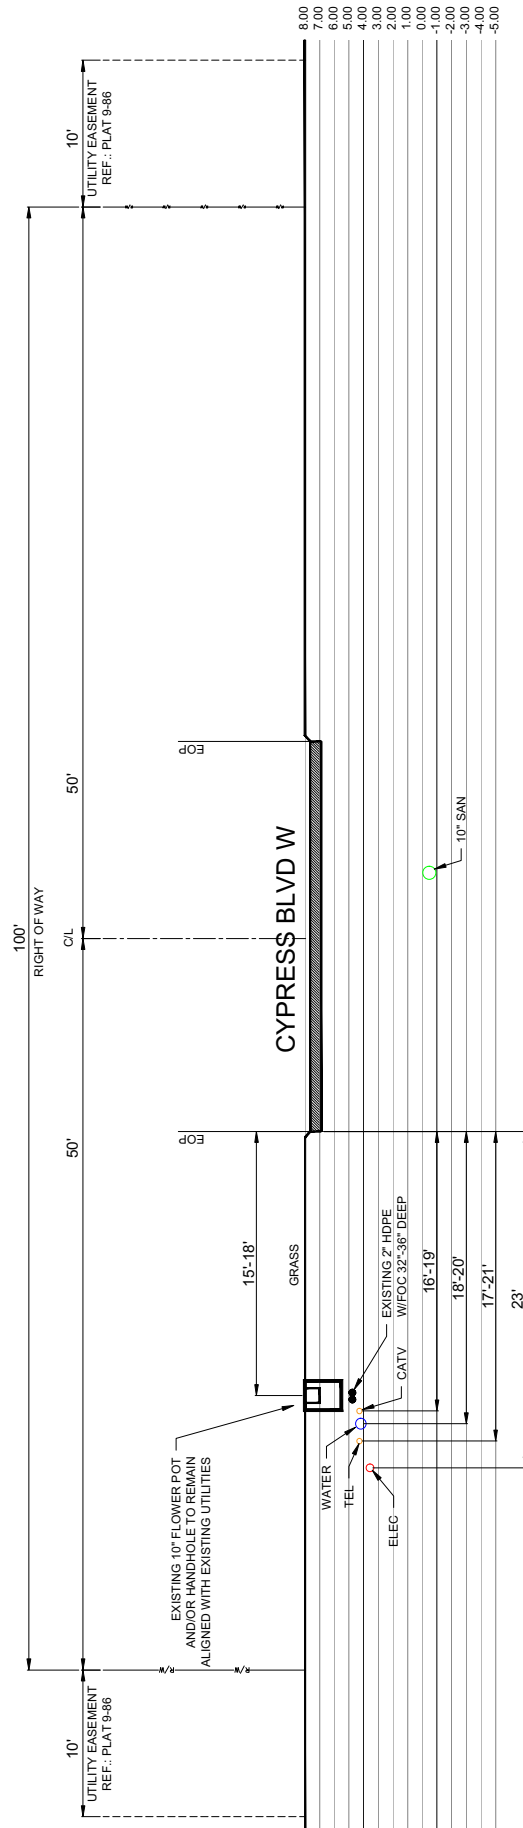 100'
RIGHT OF WAY
10'
UTILITY EASEMENT
REF.: PLAT 9-86
50'
C/L
50'
10'
UTILITY EASEMENT
REF.: PLAT 9-86
R/W
R/W
EXISTING 10" FLOWER POT
AND/OR HANDHOLE TO REMAIN
ALIGNED WITH EXISTING UTILITIES
EOP
EOP
15'-18'
GRASS
CYPRESS BLVD W
8.00
7.00
6.00
5.00
4.00
3.00
2.00
1.00
0.00
-1.00
-2.00
-3.00
-4.00
-5.00
WATER
TEL
ELEC
EXISTING 2" HDPE
W/FOC 32"-36" DEEP
CATV
10" SAN
16'-19'
18'-20'
17'-21'
23'